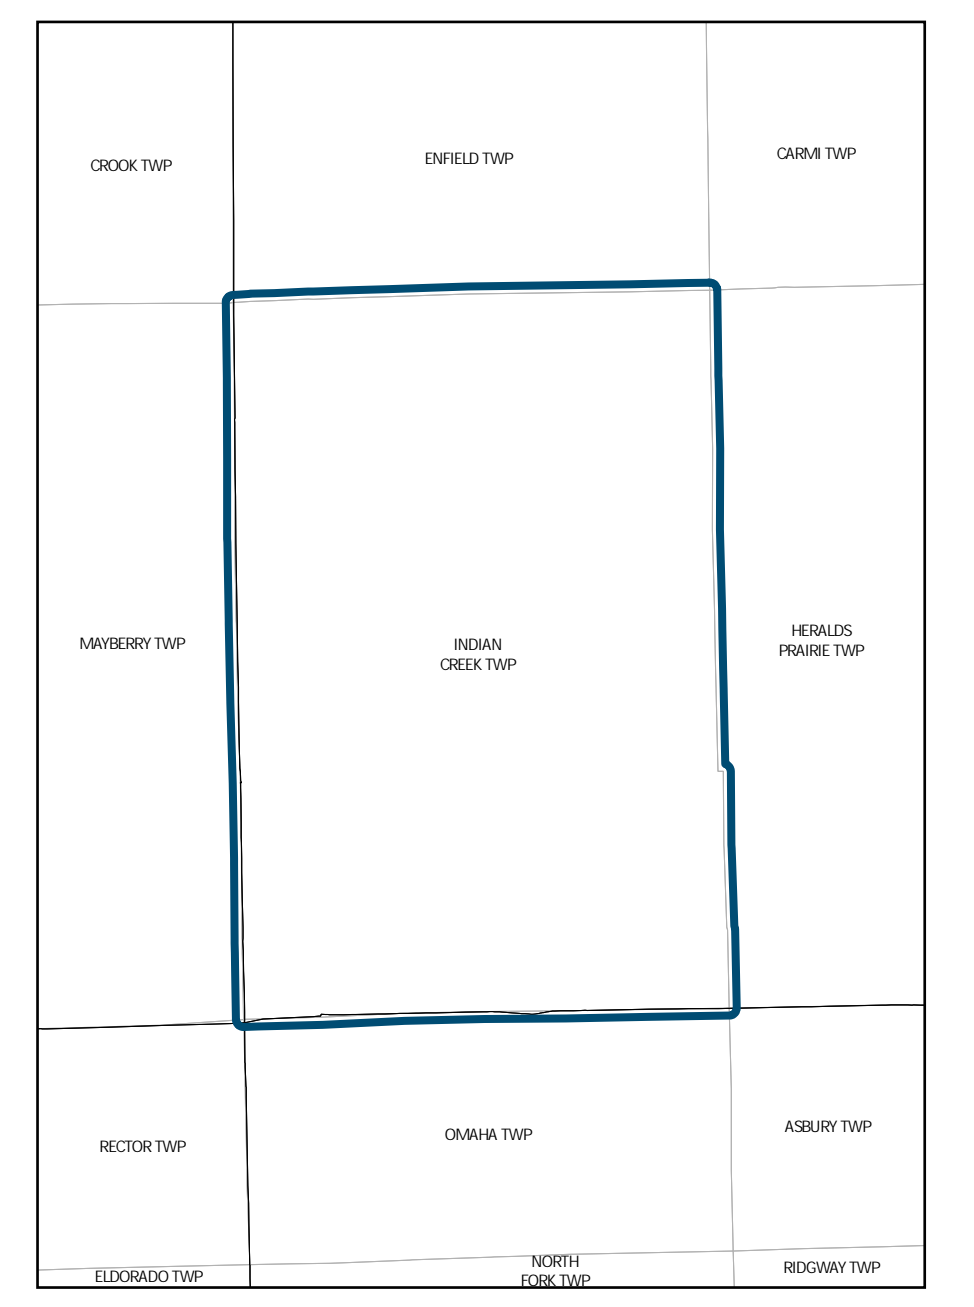 CROOK TWP
ENFIELD TWP
CARMI TWP
MAYBERRY TWP
INDIAN
CREEK TWP
HERALDS
PRAIRIE TWP
RECTOR TWP
OMAHA TWP
ASBURY TWP
ELDORADO TWP
NORTH
FORK TWP
RIDGWAY TWP